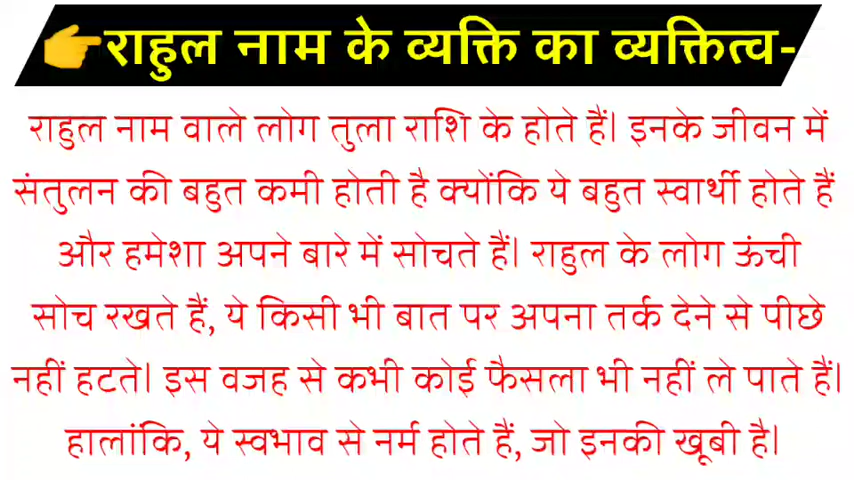 👉राहुल नाम के व्यक्ति का व्यक्तित्व-
राहुल नाम वाले लोग तुला राशि के होते हैं। इनके जीवन में
संतुलन की बहुत कमी होती है क्योंकि ये बहुत स्वार्थी होते हैं
और हमेशा अपने बारे में सोचते हैं। राहुल के लोग ऊंची
सोच रखते हैं, ये किसी भी बात पर अपना तर्क देने से पीछे
नहीं हटते। इस वजह से कभी कोई फैसला भी नहीं ले पाते हैं।
हालांकि, ये स्वभाव से नर्म होते हैं, जो इनकी खूबी है।